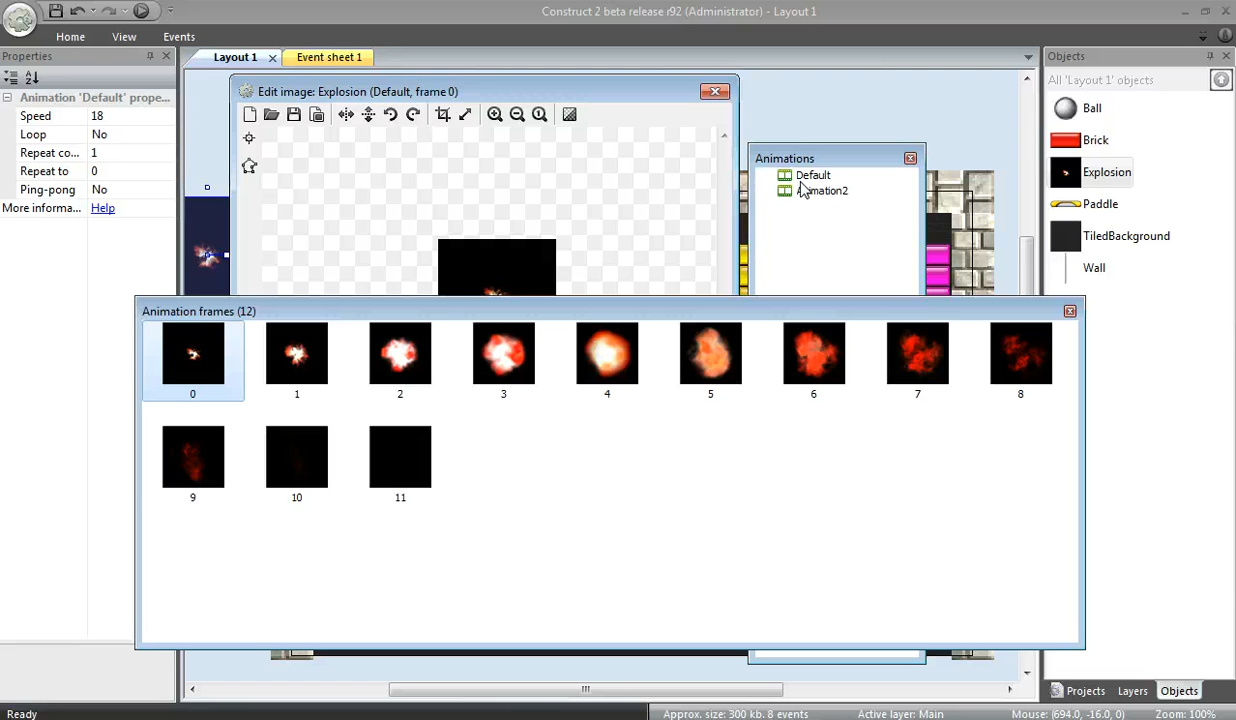 Construct 2 beta release r92 (Administrator) - Layout 1
Home View Events
Properties
Animation 'Default' prope...
Speed 18
Loop No
Repeat co... 1
Repeat to 0
Ping-pong No
More informa... Help
Layout 1 Event sheet 1
Edit image: Explosion (Default, frame 0)
Animations
Default
Animation2
Animation frames (12)
0 1 2 3 4 5 6 7 8
9 10 11
Objects
All 'Layout 1' objects
Ball
Brick
Explosion
Paddle
TiledBackground
Wall
Projects Layers Objects
Ready
Approx. size: 300 kb. 8 events
Active layer: Main
Mouse: (694.0, -16.0, 0)
Zoom: 100%